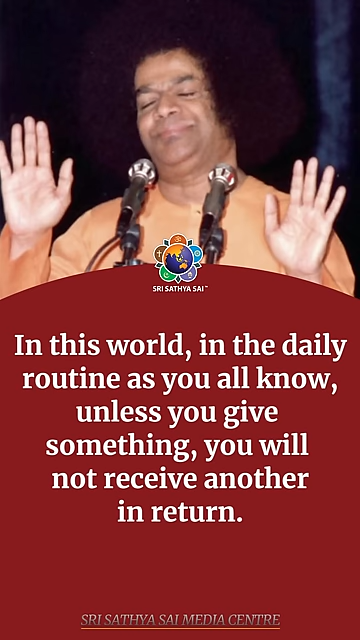 SRI SATHYA SAI™
In this world, in the daily
routine as you all know,
unless you give
something, you will
not receive another
in return.
SRI SATHYA SAI MEDIA CENTRE